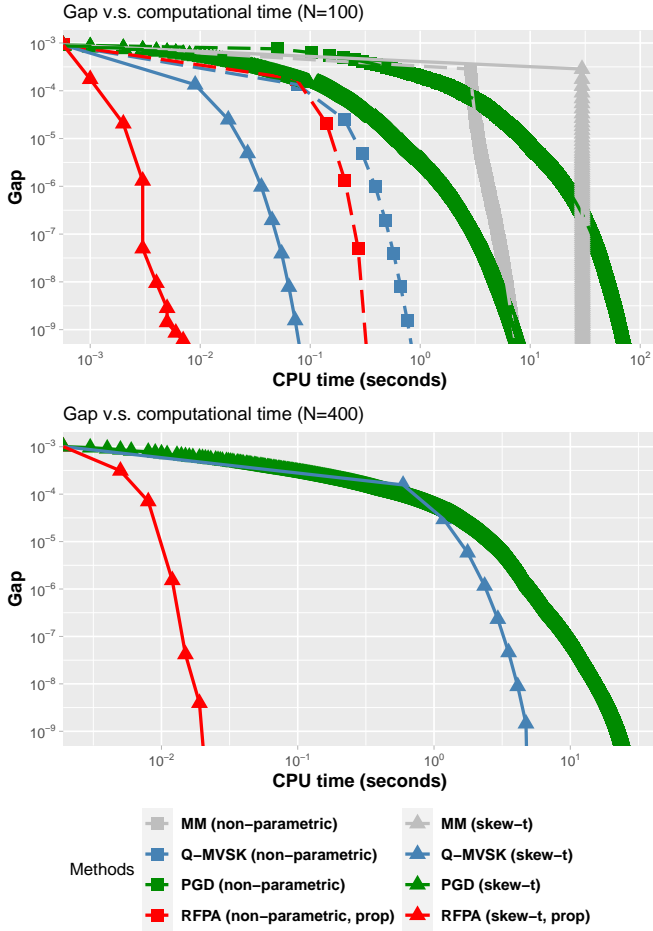 Gap v.s. computational time (N=100)
10⁻³
10⁻⁴
10⁻⁵
10⁻⁶
10⁻⁷
10⁻⁸
10⁻⁹
Gap
10⁻³ 10⁻² 10⁻¹ 10⁰ 10¹ 10²
CPU time (seconds)
Gap v.s. computational time (N=400)
10⁻³
10⁻⁴
10⁻⁵
10⁻⁶
10⁻⁷
10⁻⁸
10⁻⁹
Gap
10⁻² 10⁻¹ 10⁰ 10¹
CPU time (seconds)
Methods
MM (non−parametric) MM (skew−t)
Q−MVSK (non−parametric) Q−MVSK (skew−t)
PGD (non−parametric) PGD (skew−t)
RFPA (non−parametric, prop) RFPA (skew−t, prop)